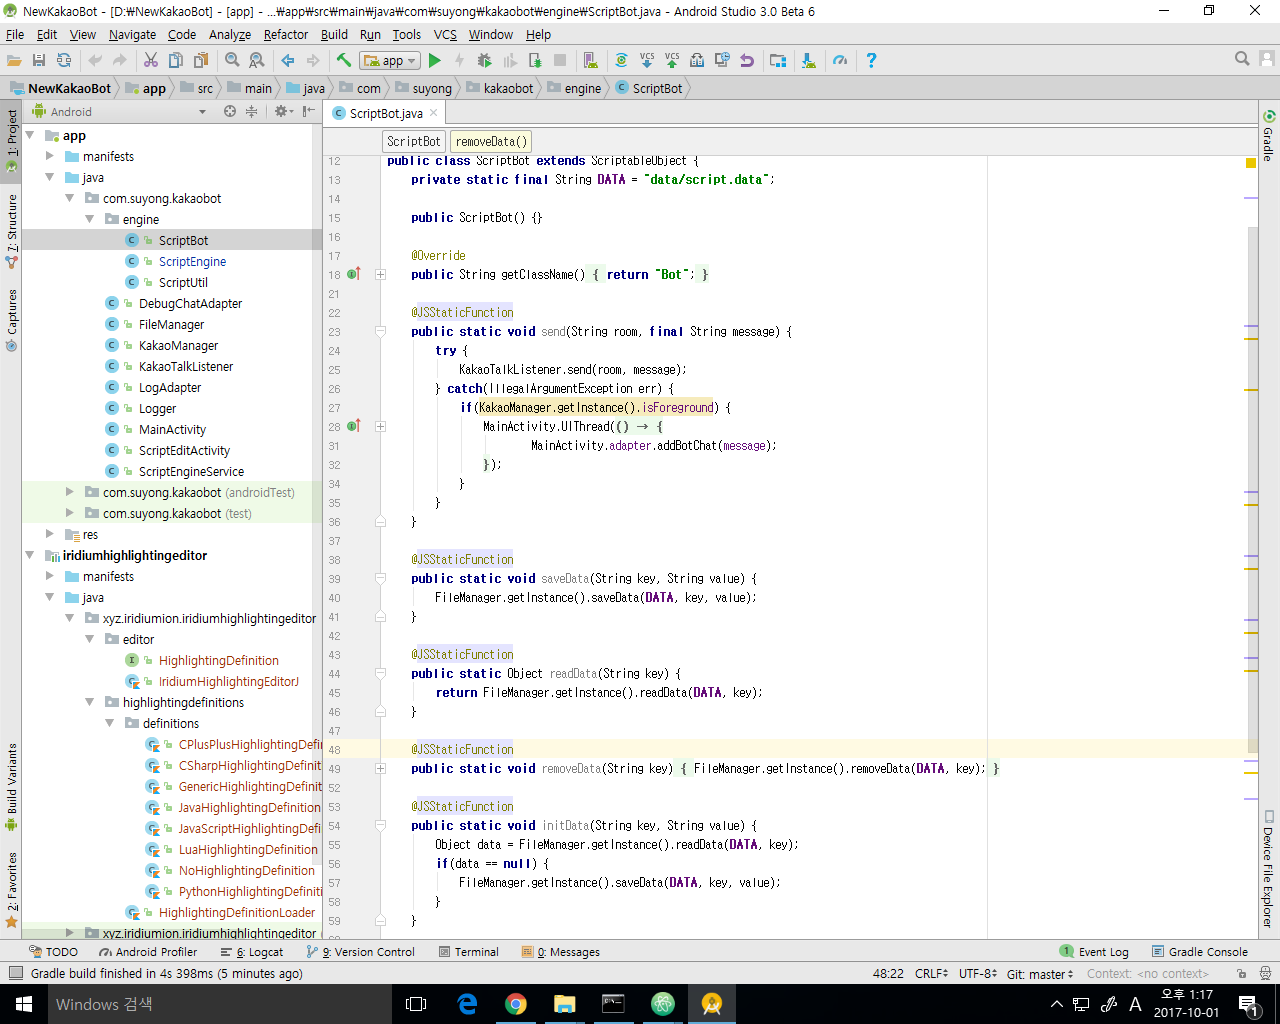 NewKakaoBot - [D:₩NewKakaoBot] - [app] - ...₩app₩src₩main₩java₩com₩suyong₩kakaobot₩engine₩ScriptBot.java - Android Studio 3.0 Beta 6
File Edit View Navigate Code Analyze Refactor Build Run Tools VCS Window Help
app VCS VCS
NewKakaoBot app src main java com suyong kakaobot engine ScriptBot
Android
ScriptBot.java
ScriptBot removeData()
1: Project
7: Structure
Captures
Build Variants
2: Favorites
app
manifests
java
com.suyong.kakaobot
engine
ScriptBot
ScriptEngine
ScriptUtil
DebugChatAdapter
FileManager
KakaoManager
KakaoTalkListener
LogAdapter
Logger
MainActivity
ScriptEditActivity
ScriptEngineService
com.suyong.kakaobot (androidTest)
com.suyong.kakaobot (test)
res
iridiumhighlightingeditor
manifests
java
xyz.iridiumion.iridiumhighlightingeditor
editor
HighlightingDefinition
IridiumHighlightingEditorJ
highlightingdefinitions
definitions
CPlusPlusHighlightingDefi
CSharpHighlightingDefinit
GenericHighlightingDefinit
JavaHighlightingDefinition
JavaScriptHighlightingDefi
LuaHighlightingDefinition
NoHighlightingDefinition
PythonHighlightingDefiniti
HighlightingDefinitionLoader
xyz.iridiumion.iridiumhighlightingeditor
12 public class ScriptBot extends ScriptableObject {
13 private static final String DATA = "data/script.data";
14
15 public ScriptBot() {}
16
17 @Override
18 public String getClassName() { return "Bot"; }
21
22 @JSStaticFunction
23 public static void send(String room, final String message) {
24 try {
25 KakaoTalkListener.send(room, message);
26 } catch(IllegalArgumentException err) {
27 if(KakaoManager.getInstance().isForeground) {
28 MainActivity.UIThread(() → {
31 MainActivity.adapter.addBotChat(message);
32 });
34 }
35 }
36 }
37
38 @JSStaticFunction
39 public static void saveData(String key, String value) {
40 FileManager.getInstance().saveData(DATA, key, value);
41 }
42
43 @JSStaticFunction
44 public static Object readData(String key) {
45 return FileManager.getInstance().readData(DATA, key);
46 }
47
48 @JSStaticFunction
49 public static void removeData(String key) { FileManager.getInstance().removeData(DATA, key); }
52
53 @JSStaticFunction
54 public static void initData(String key, String value) {
55 Object data = FileManager.getInstance().readData(DATA, key);
56 if(data == null) {
57 FileManager.getInstance().saveData(DATA, key, value);
58 }
59 }
Gradle
Device File Explorer
TODO Android Profiler 6: Logcat 9: Version Control Terminal 0: Messages 1 Event Log Gradle Console
Gradle build finished in 4s 398ms (5 minutes ago) 48:22 CRLF UTF-8 Git: master Context: <no context>
Windows 검색 A 오후 1:17
2017-10-01 1